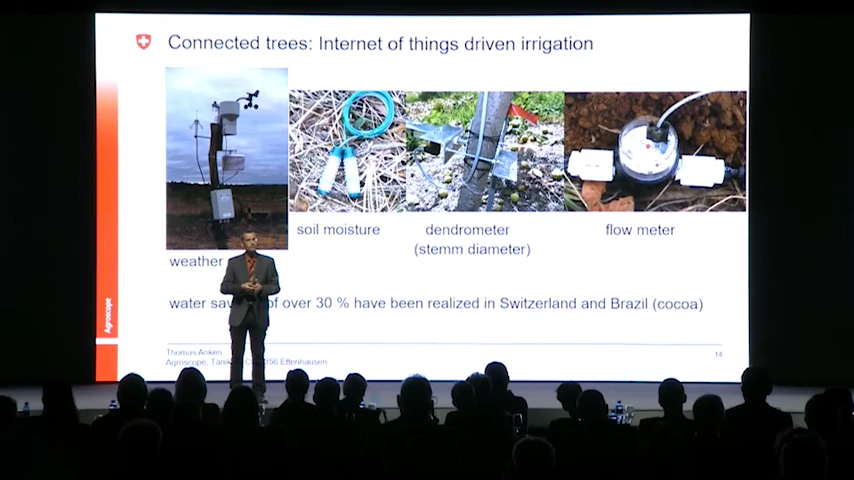 Connected trees: Internet of things driven irrigation
soil moisture
dendrometer
(stemm diameter)
flow meter
weather
water sav of over 30 % have been realized in Switzerland and Brazil (cocoa)
Agroscope
Thomas Anken
Agroscope, Ettenhausen
14